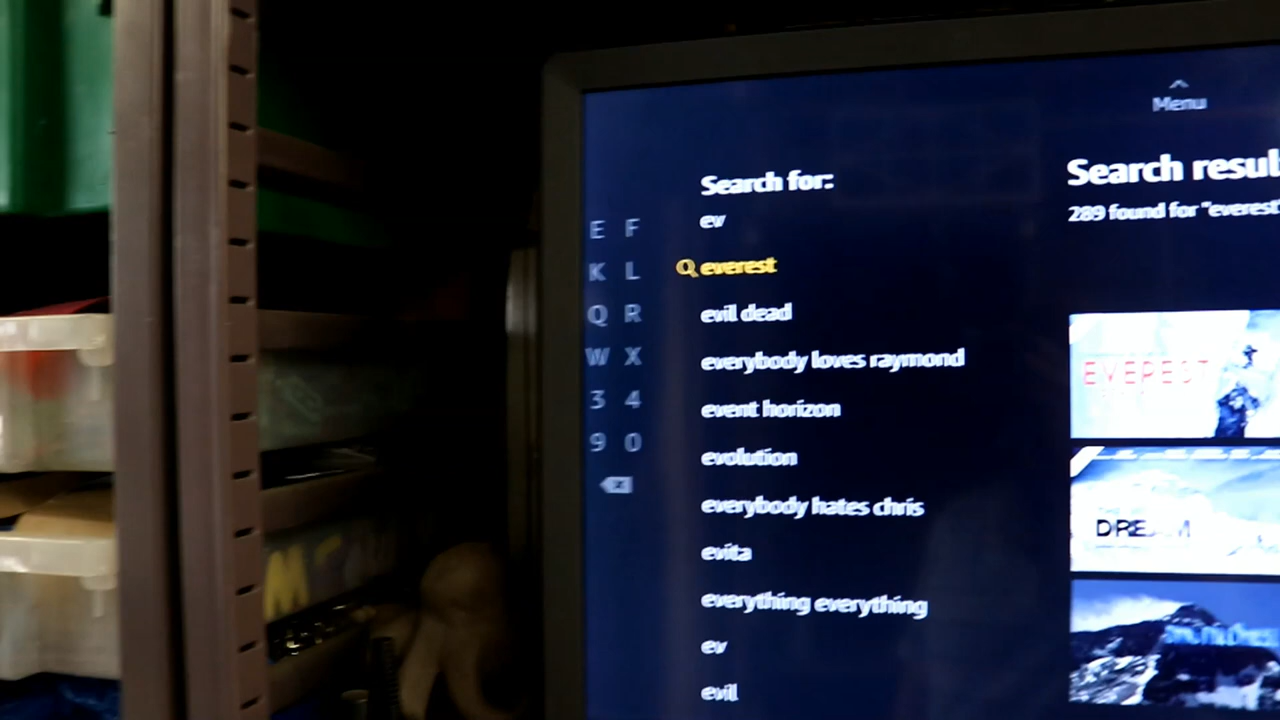 Menu
Search for:
ev
everest
evil dead
everybody loves raymond
event horizon
evolution
everybody hates chris
evita
everything everything
ev
evil
E F
K L
Q R
W X
3 4
9 0
Search resul
289 found for "everest"
EVEREST
DREAM
M